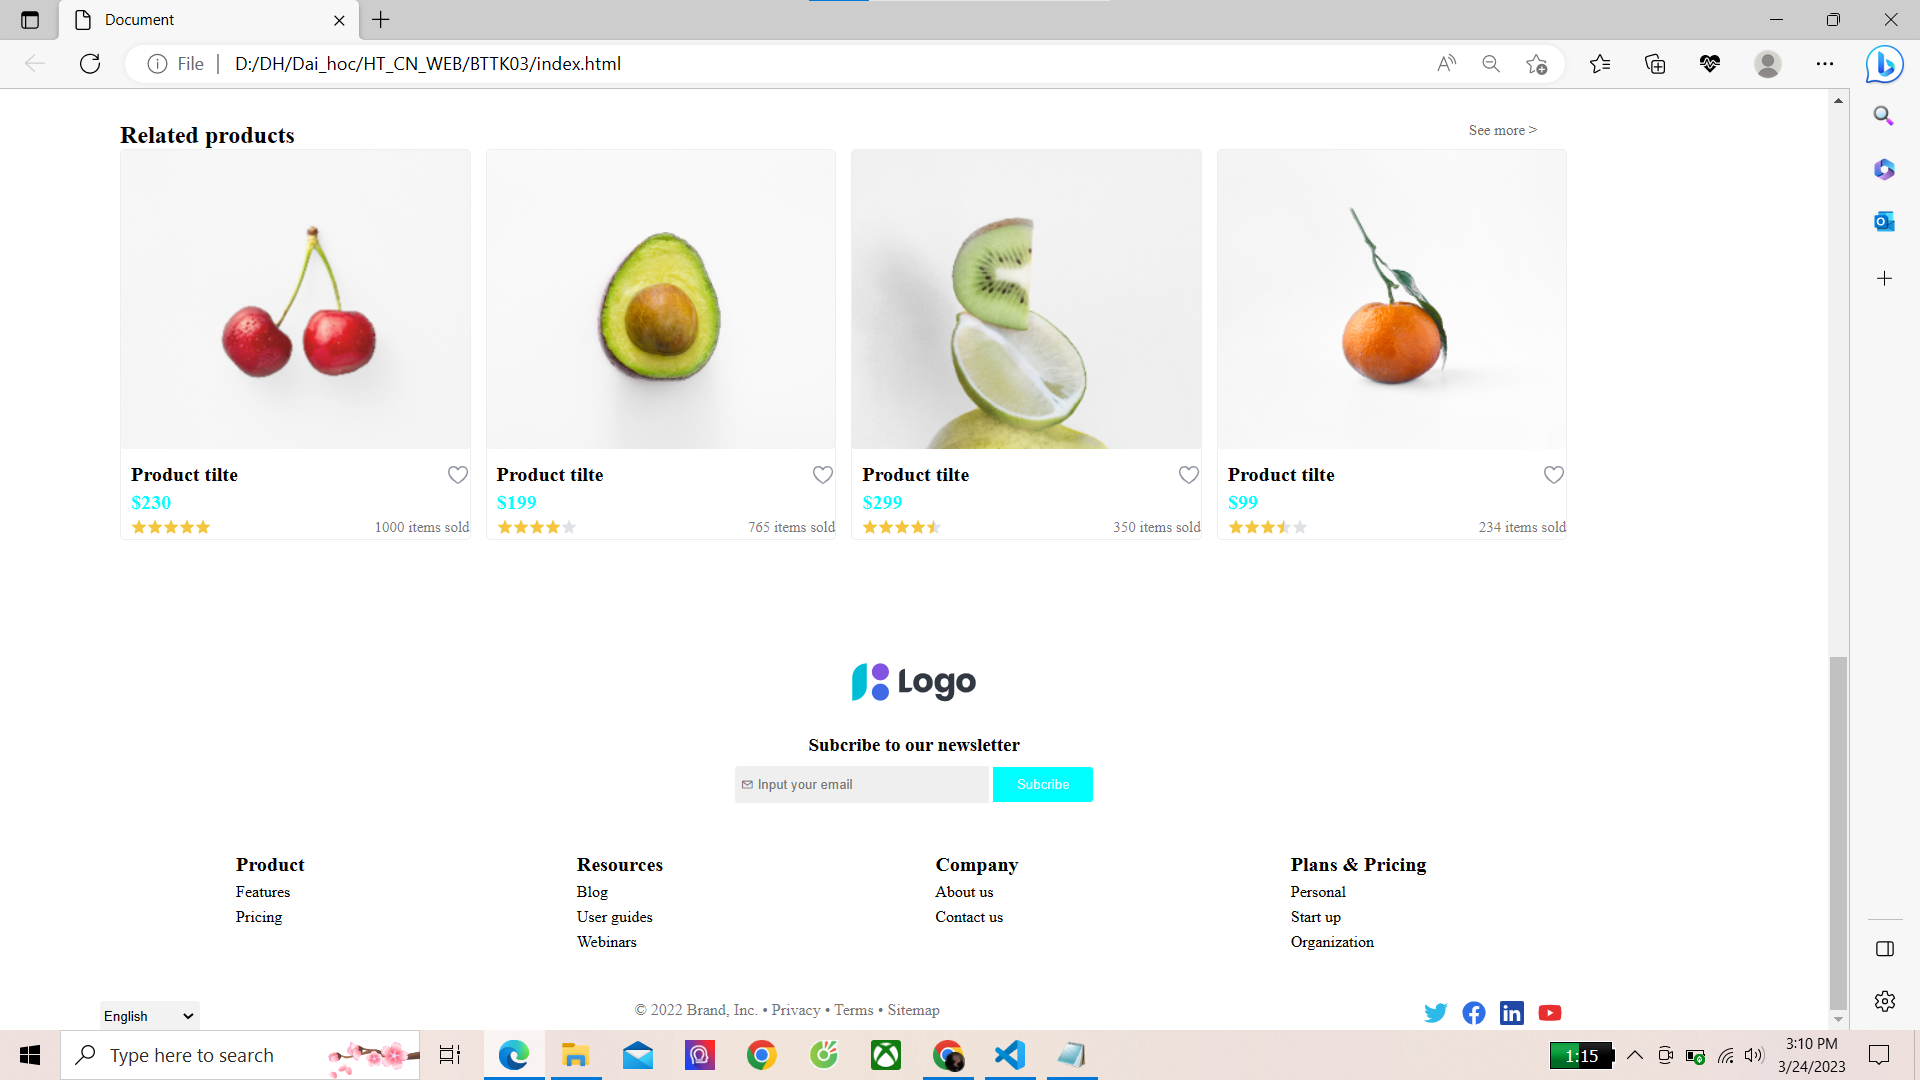 Document
File
D:/DH/Dai_hoc/HT_CN_WEB/BTTK03/index.html
Related products
See more >
Product tilte
$230
1000 items sold
Product tilte
$199
765 items sold
Product tilte
$299
350 items sold
Product tilte
$99
234 items sold
Logo
Subcribe to our newsletter
Input your email
Subcribe
Product
Features
Pricing
Resources
Blog
User guides
Webinars
Company
About us
Contact us
Plans & Pricing
Personal
Start up
Organization
English
© 2022 Brand, Inc. • Privacy • Terms • Sitemap
Type here to search
1:15
3:10 PM
3/24/2023